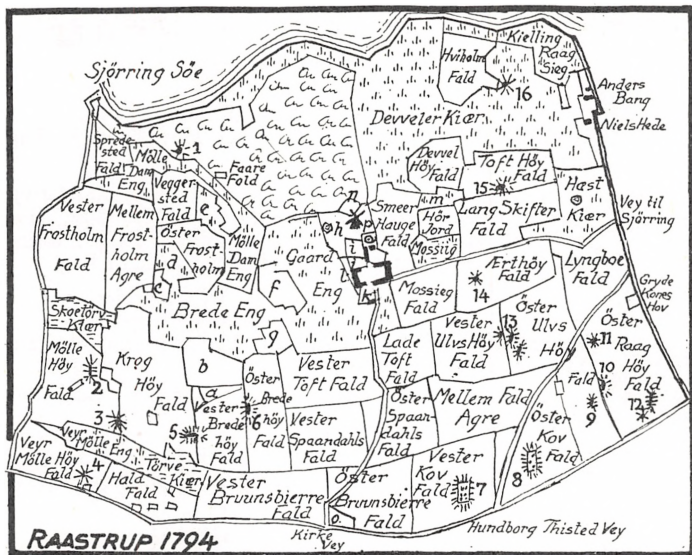 Sjörring Söe
Kielling
Raag
Sieg
Hviholm
Fald
16
Anders
Bang
Niels Hede
Devveler Kiær
Spredested
Fald
Mölle
Dam
Eng
1
Faare
Fold
Veggersted
Fald
e
Devvel
Höy
Fald
Toft Höy
Fald
15
Hast
Kiær
Vey til
Sjörring
Vester
Frostholm
Fald
Mellem
Frostholm
Agre
Öster
Frostholm
d
c
Mölle
Dam
Eng
n
h
p
i
l
k
Gaard
Eng
f
Smeer
Hauge
Fald
m
Hör
Jord
Mossiig
Lang Skifter
Fald
Mossieg
Fald
Ærthöy
Fald
14
Lyngboe
Fald
Gryde
Kones
Hov
Brede Eng
Skoetörv
Kiær
Mölle
Höy
Fald
2
Krog
Höy
Fald
3
b
g
a
Vester
Brede
höy
Fald
5
Öster
Brede
höy
Fald
6
Vester
Toft Fald
Vester
Spaandahls
Fald
Lade
Toft
Fald
Vester
Ulvs Höy
Fald
13
Öster
Ulvs
Höy
Fald
Öster
Raag
Höy
Fald
11
10
9
12
Öster
Spaandahls
Fald
Mellem Fald
Agre
Öster
Kov
Fald
8
Veyr
Mölle Eng
Veyr
Mölle Höy
Fald
4
Hald
Fald
Törve
Kiær
Vester
Bruunsbierre
Fald
Öster
Bruunsbierre
Fald
o
Vester
Kov
Fald
7
RAASTRUP 1794
Kirke
Vey
Hundborg Thisted Vey